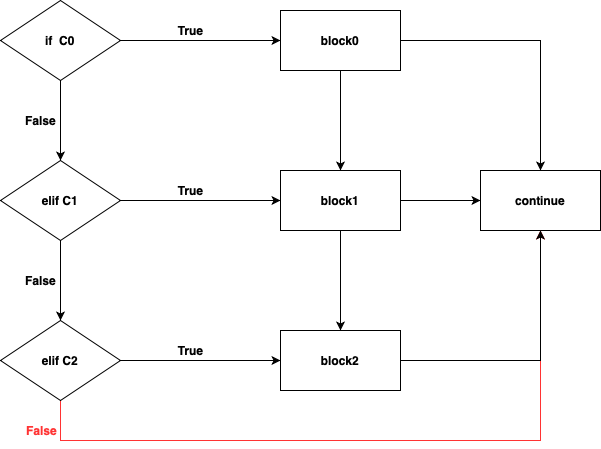 if C0
True
block0
False
elif C1
True
block1
continue
False
elif C2
True
block2
False